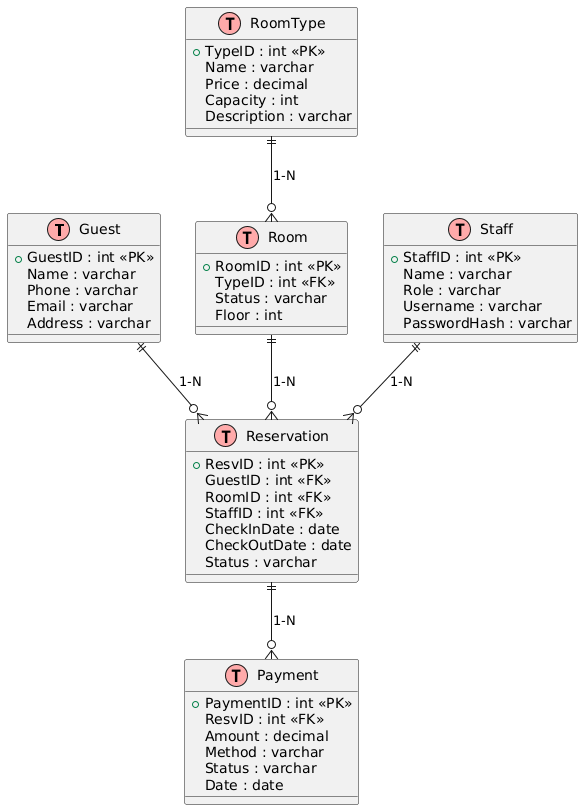 T RoomType
TypeID : int «PK»
Name : varchar
Price : decimal
Capacity : int
Description : varchar
1-N
T Guest
GuestID : int «PK»
Name : varchar
Phone : varchar
Email : varchar
Address : varchar
T Room
RoomID : int «PK»
TypeID : int «FK»
Status : varchar
Floor : int
T Staff
StaffID : int «PK»
Name : varchar
Role : varchar
Username : varchar
PasswordHash : varchar
1-N
1-N
1-N
T Reservation
ResvID : int «PK»
GuestID : int «FK»
RoomID : int «FK»
StaffID : int «FK»
CheckInDate : date
CheckOutDate : date
Status : varchar
1-N
T Payment
PaymentID : int «PK»
ResvID : int «FK»
Amount : decimal
Method : varchar
Status : varchar
Date : date